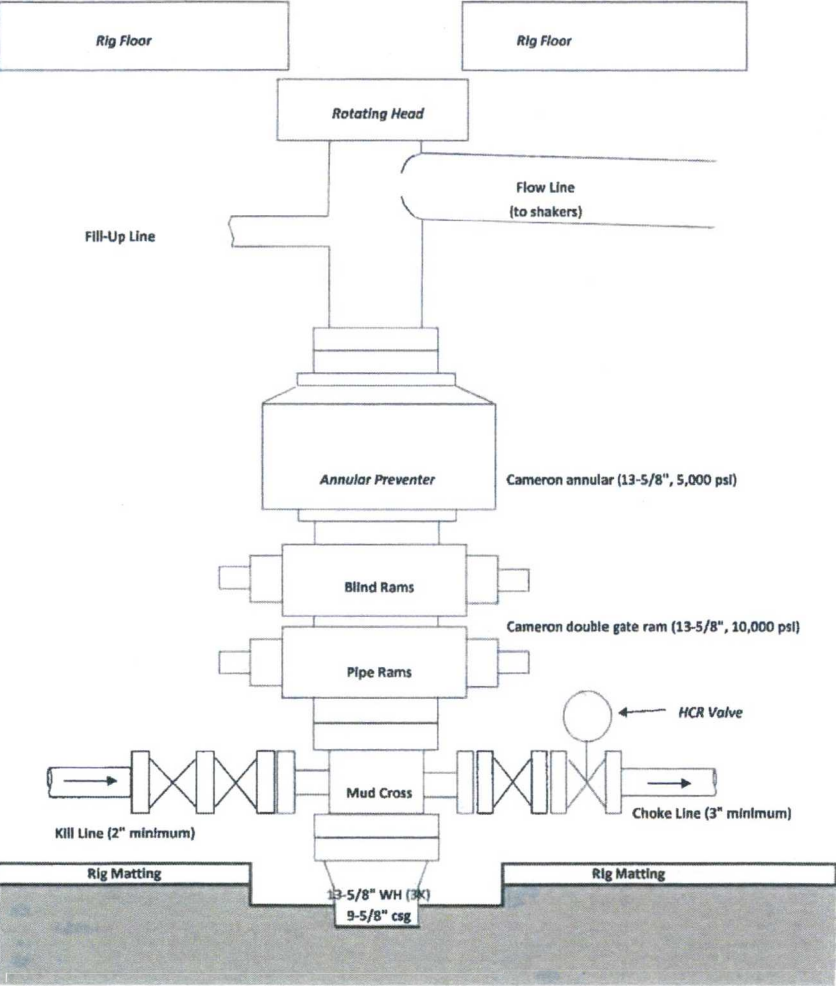 Rig Floor
Rig Floor
Rotating Head
Flow Line
(to shakers)
Fill-Up Line
Annular Preventer
Cameron annular (13-5/8", 5,000 psi)
Blind Rams
Cameron double gate ram (13-5/8", 10,000 psi)
Pipe Rams
HCR Valve
Mud Cross
Choke Line (3" minimum)
Kill Line (2" minimum)
Rig Matting
Rig Matting
13-5/8" WH (3K)
9-5/8" csg